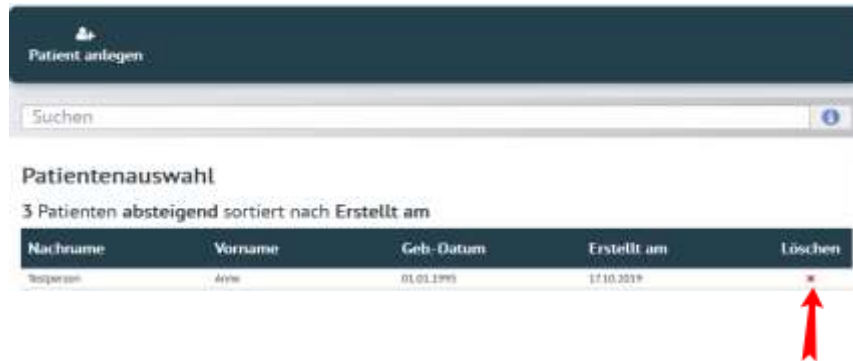 Patient anlegen
Suchen
Patientenauswahl
3 Patienten absteigend sortiert nach Erstellt am
Nachname Vorname Geb-Datum Erstellt am Löschen
Testperson Anne 01.01.1995 17.10.2019